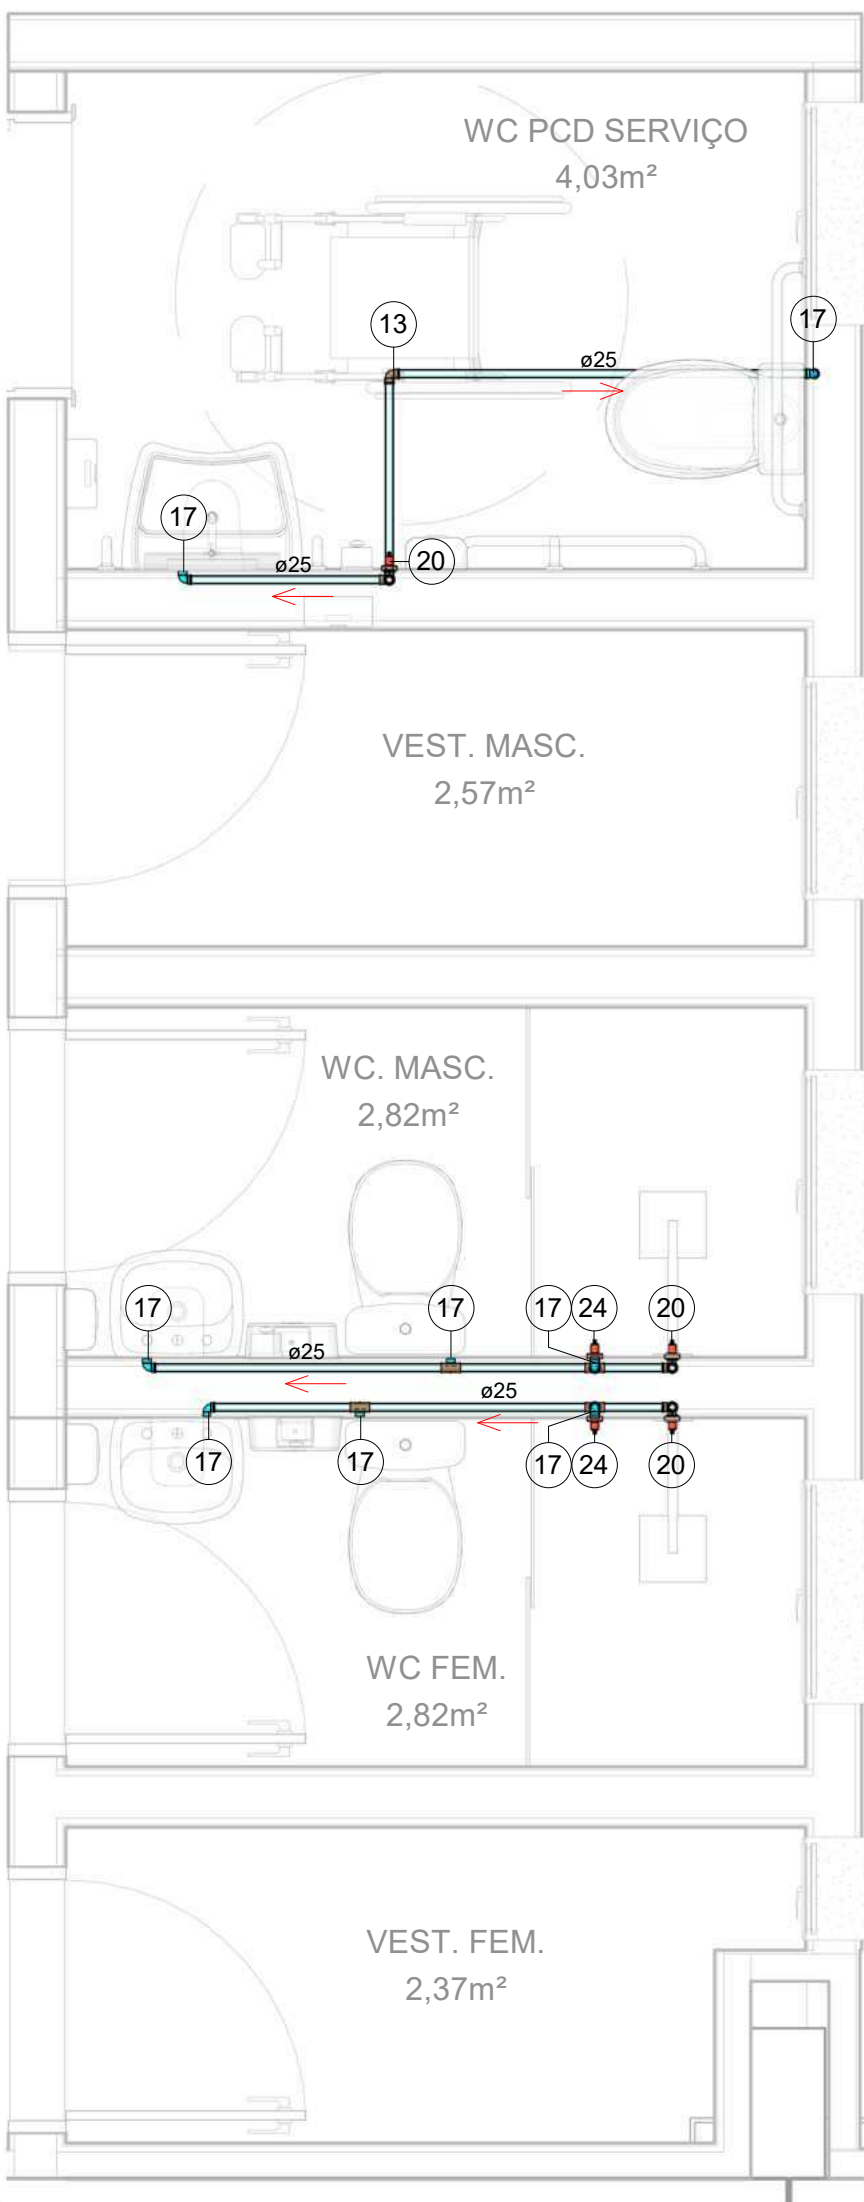 WC PCD SERVIÇO
4,03m²
13
17
ø25
17
20
ø25
VEST. MASC.
2,57m²
WC. MASC.
2,82m²
17
17
17
24
20
ø25
ø25
17
17
17
24
20
WC FEM.
2,82m²
VEST. FEM.
2,37m²